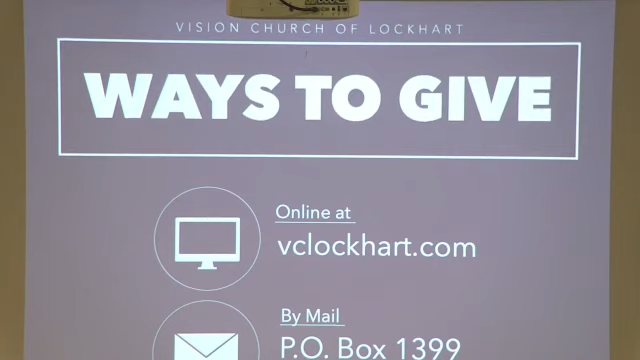 VISION CHURCH OF LOCKHART
WAYS TO GIVE
Online at
vclockhart.com
By Mail
P.O. Box 1399